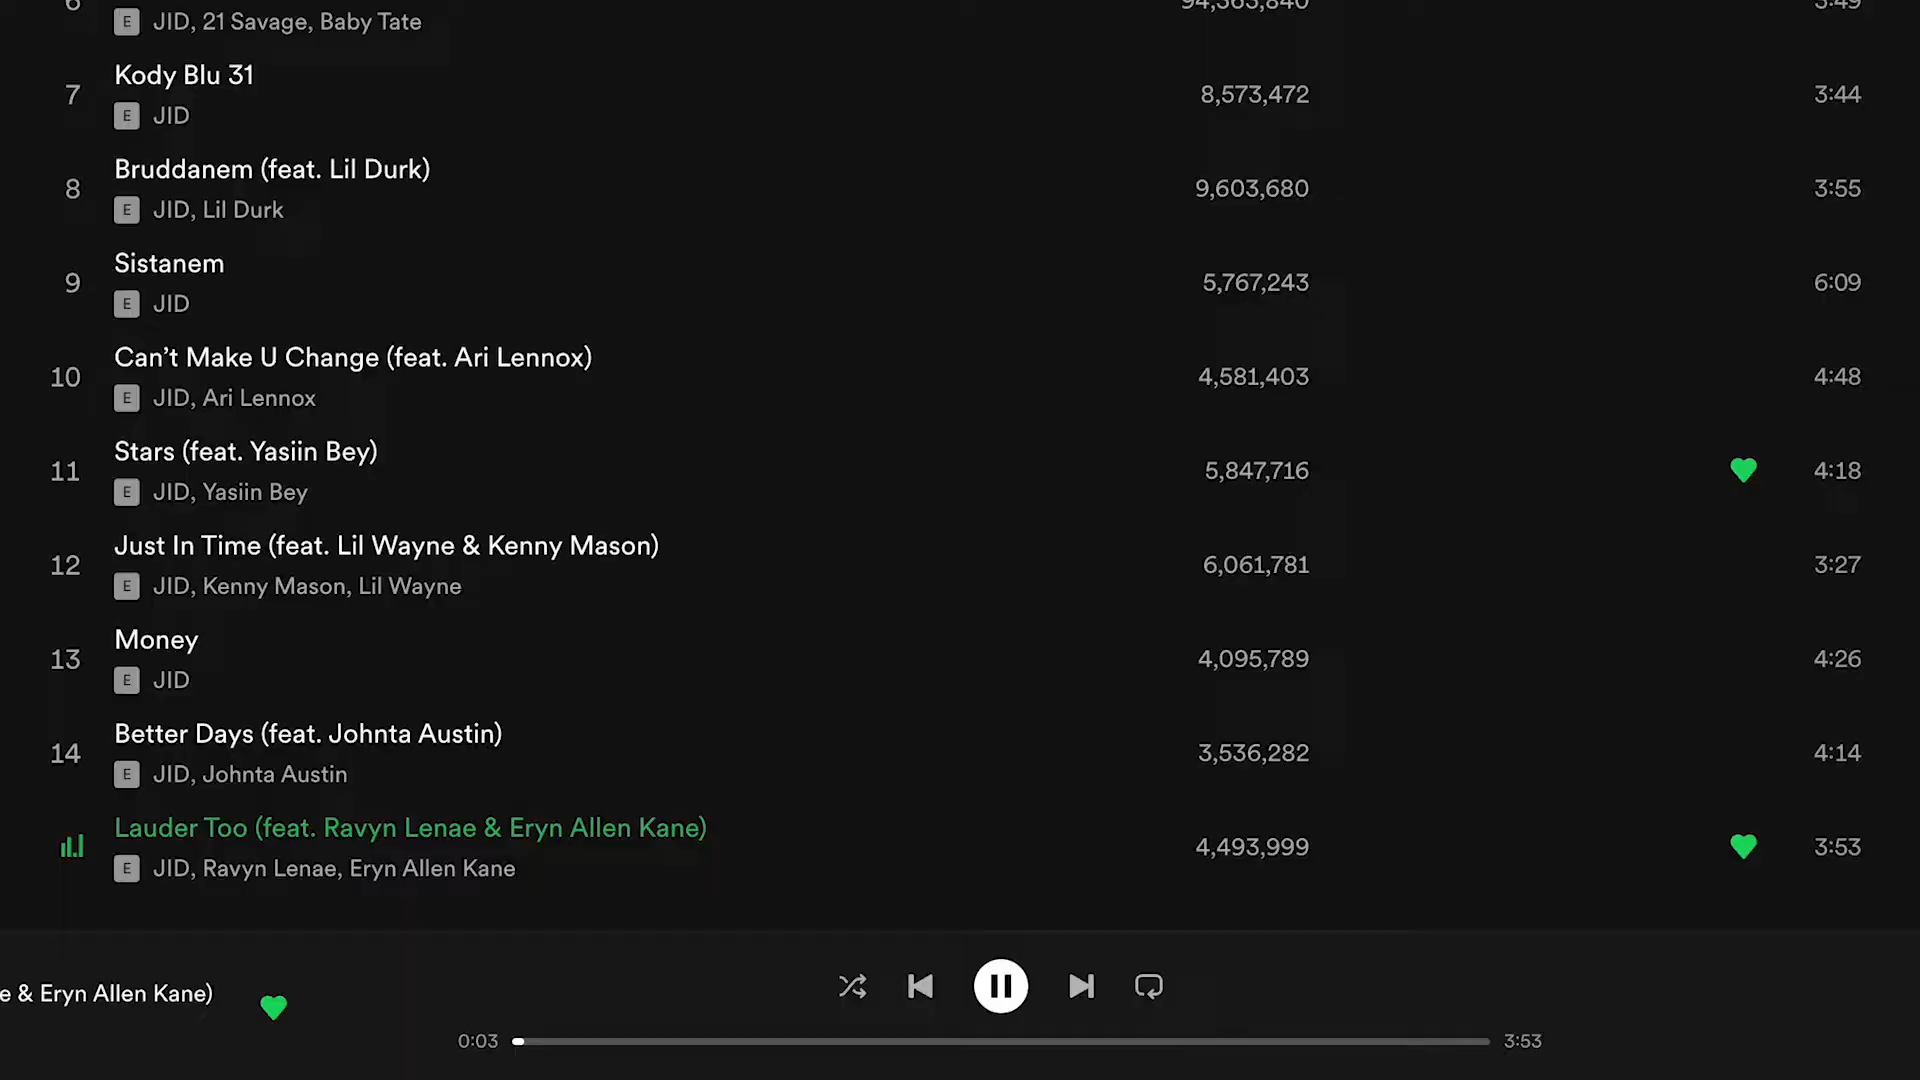 6 94,363,840 3:49
E JID, 21 Savage, Baby Tate
Kody Blu 31
7 8,573,472 3:44
E JID
Bruddanem (feat. Lil Durk)
8 9,603,680 3:55
E JID, Lil Durk
Sistanem
9 5,767,243 6:09
E JID
Can’t Make U Change (feat. Ari Lennox)
10 4,581,403 4:48
E JID, Ari Lennox
Stars (feat. Yasiin Bey)
11 5,847,716 4:18
E JID, Yasiin Bey
Just In Time (feat. Lil Wayne & Kenny Mason)
12 6,061,781 3:27
E JID, Kenny Mason, Lil Wayne
Money
13 4,095,789 4:26
E JID
Better Days (feat. Johnta Austin)
14 3,536,282 4:14
E JID, Johnta Austin
Lauder Too (feat. Ravyn Lenae & Eryn Allen Kane)
4,493,999 3:53
E JID, Ravyn Lenae, Eryn Allen Kane
e & Eryn Allen Kane)
0:03 3:53